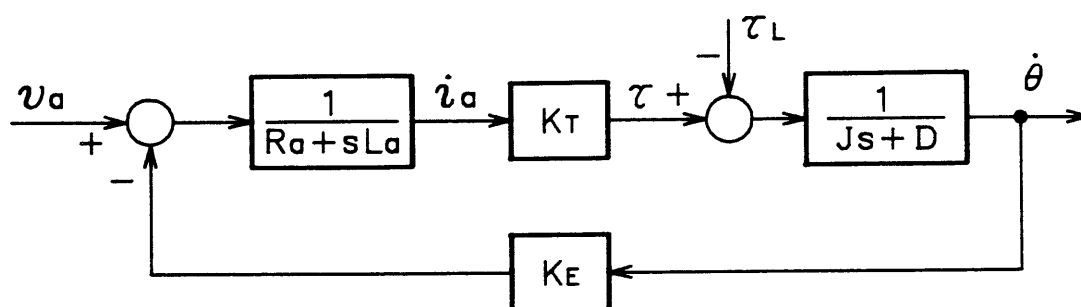 τL
va
+
−
1
Ra+sLa
ia
KT
τ +
−
1
Js+D
θ̇
KE